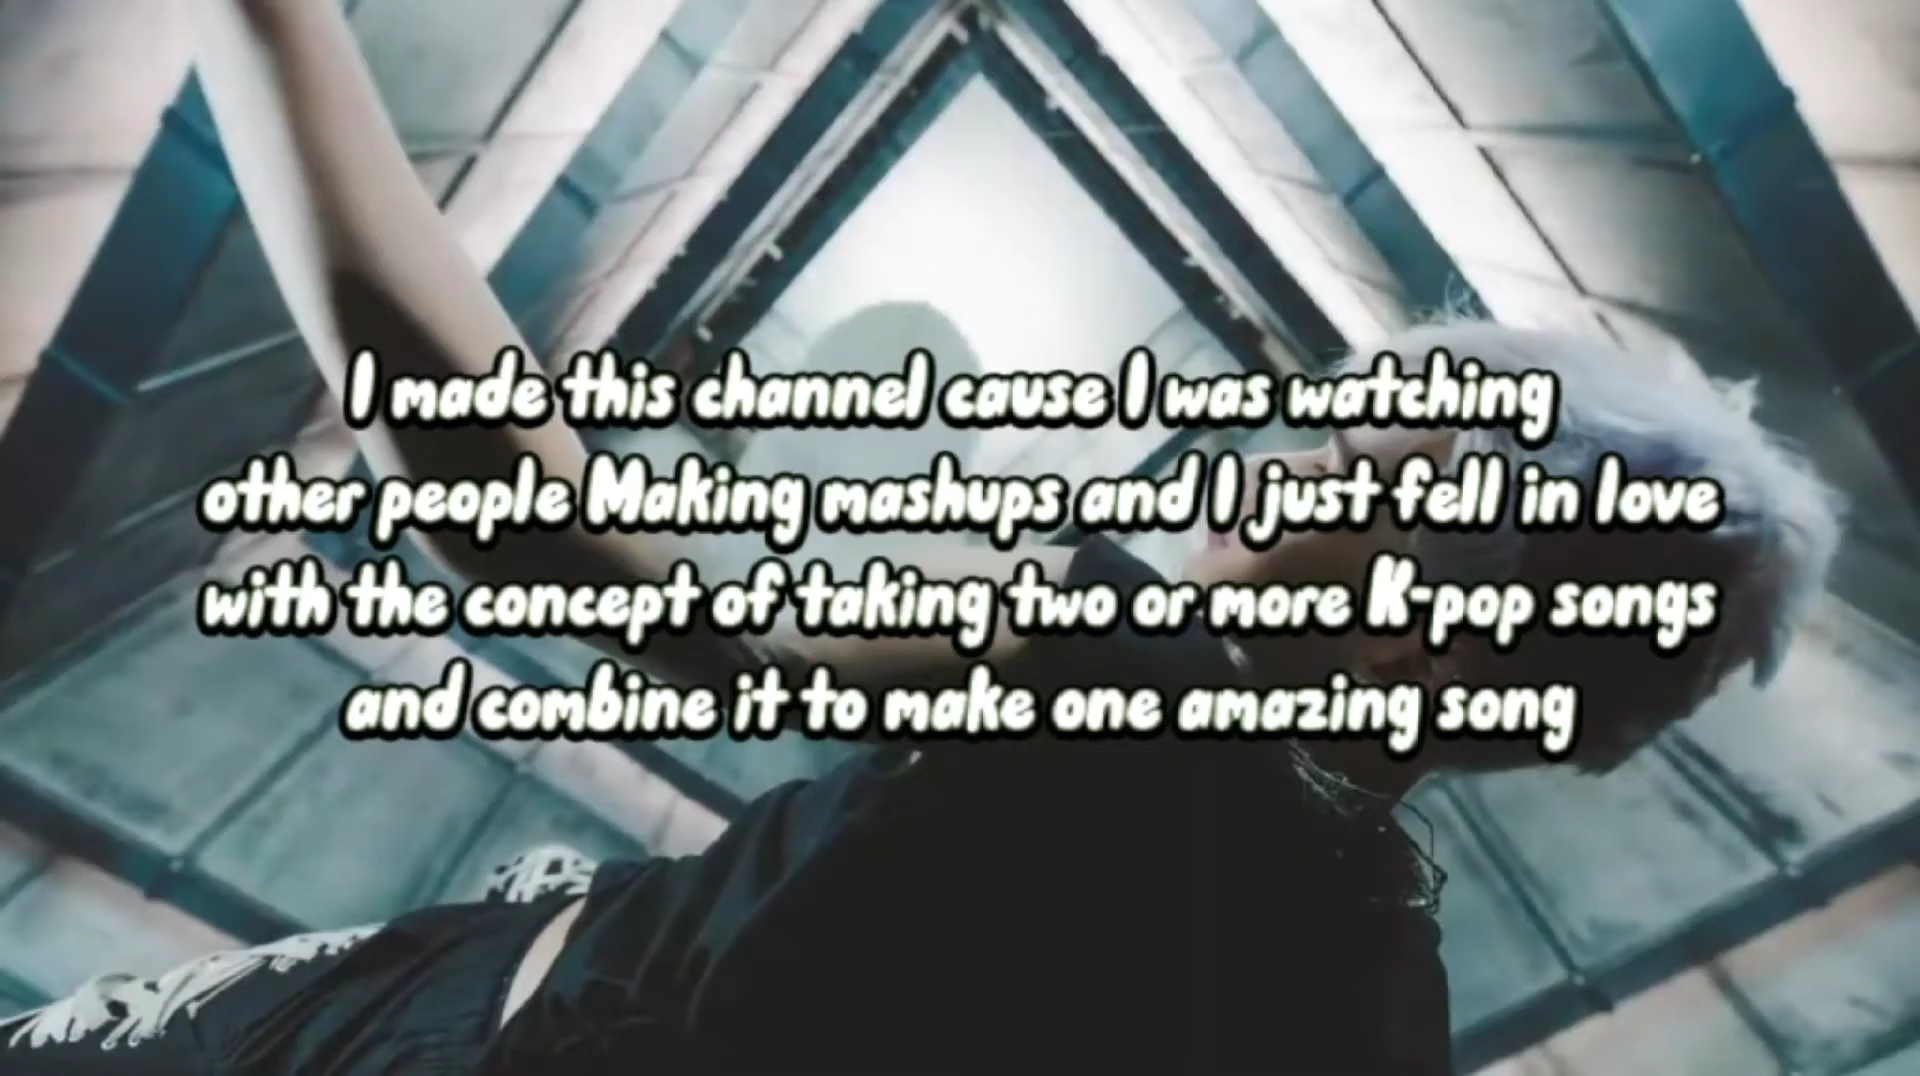 I made this channel cause I was watching
other people Making mashups and I just fell in love
with the concept of taking two or more K-pop songs
and combine it to make one amazing song